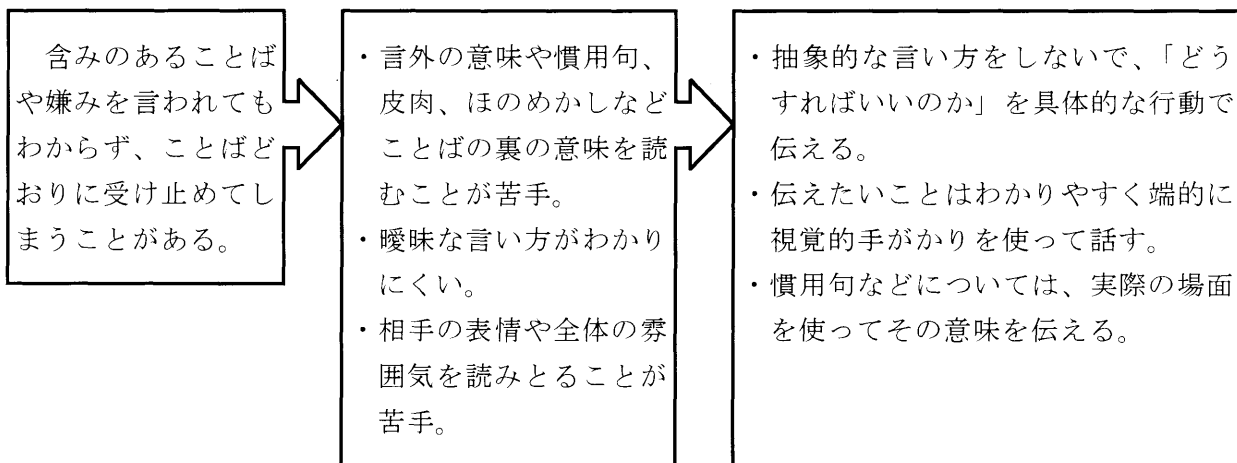 含みのあることば
や嫌みを言われても
わからず、ことばど
おりに受け止めてし
まうことがある。
・言外の意味や慣用句、
皮肉、ほのめかしなど
ことばの裏の意味を読
むことが苦手。
・曖昧な言い方がわかり
にくい。
・相手の表情や全体の雰
囲気を読みとることが
苦手。
・抽象的な言い方をしないで、「どう
すればいいのか」を具体的な行動で
伝える。
・伝えたいことはわかりやすく端的に
視覚的手がかりを使って話す。
・慣用句などについては、実際の場面
を使ってその意味を伝える。